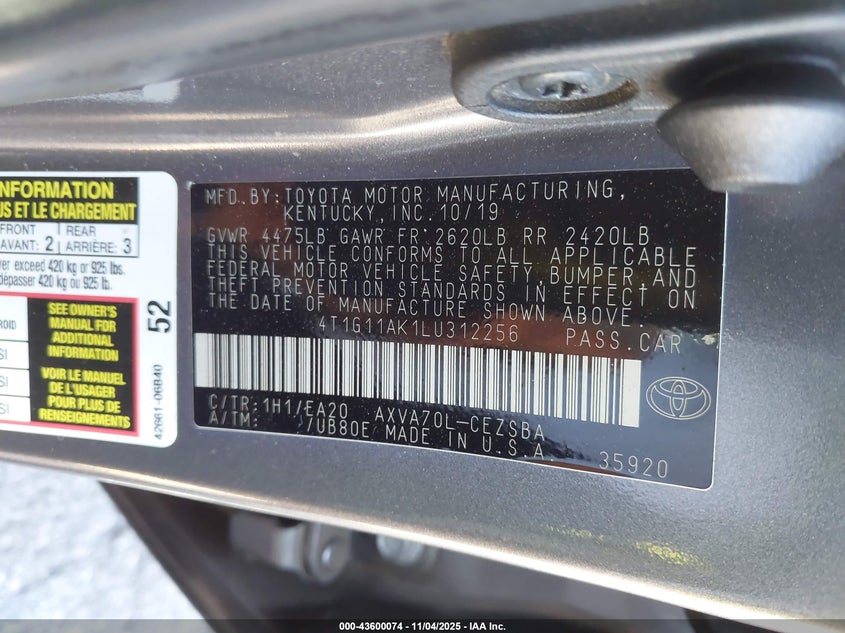 INFORMATION
US ET LE CHARGEMENT
FRONT
AVANT: 2
REAR
ARRIÈRE: 3
ver exceed 420 kg or 925 lbs.
dépasser 420 kg ou 925 lb.
SEE OWNER'S
MANUAL FOR
ADDITIONAL
INFORMATION
VOIR LE MANUEL
DE L'USAGER
POUR PLUS DE
RENSEIGNEMENTS
52
42661-06B40
MFD.BY:TOYOTA MOTOR MANUFACTURING,
KENTUCKY,INC.10/19
GVWR 4475LB GAWR FR 2620LB RR 2420LB
THIS VEHICLE CONFORMS TO ALL APPLICABLE
FEDERAL MOTOR VEHICLE SAFETY,BUMPER,AND
THEFT PREVENTION STANDARDS IN EFFECT ON
THE DATE OF MANUFACTURE SHOWN ABOVE.
4T1G11AK1LU312256 PASS.CAR
C/TR:1H1/EA20 AXVA70L-CEZSBA
A/TM: /UB80E MADE IN U.S.A. 35920
000-43600074 - 11/04/2025 - IAA Inc.